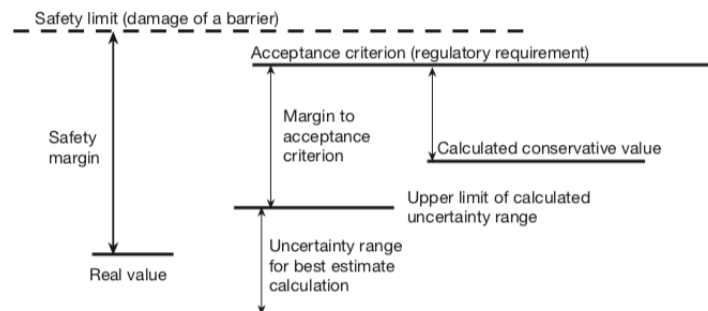 Safety limit (damage of a barrier)
Acceptance criterion (regulatory requirement)
Safety
margin
Margin to
acceptance
criterion
Calculated conservative value
Upper limit of calculated
uncertainty range
Real value
Uncertainty range
for best estimate
calculation